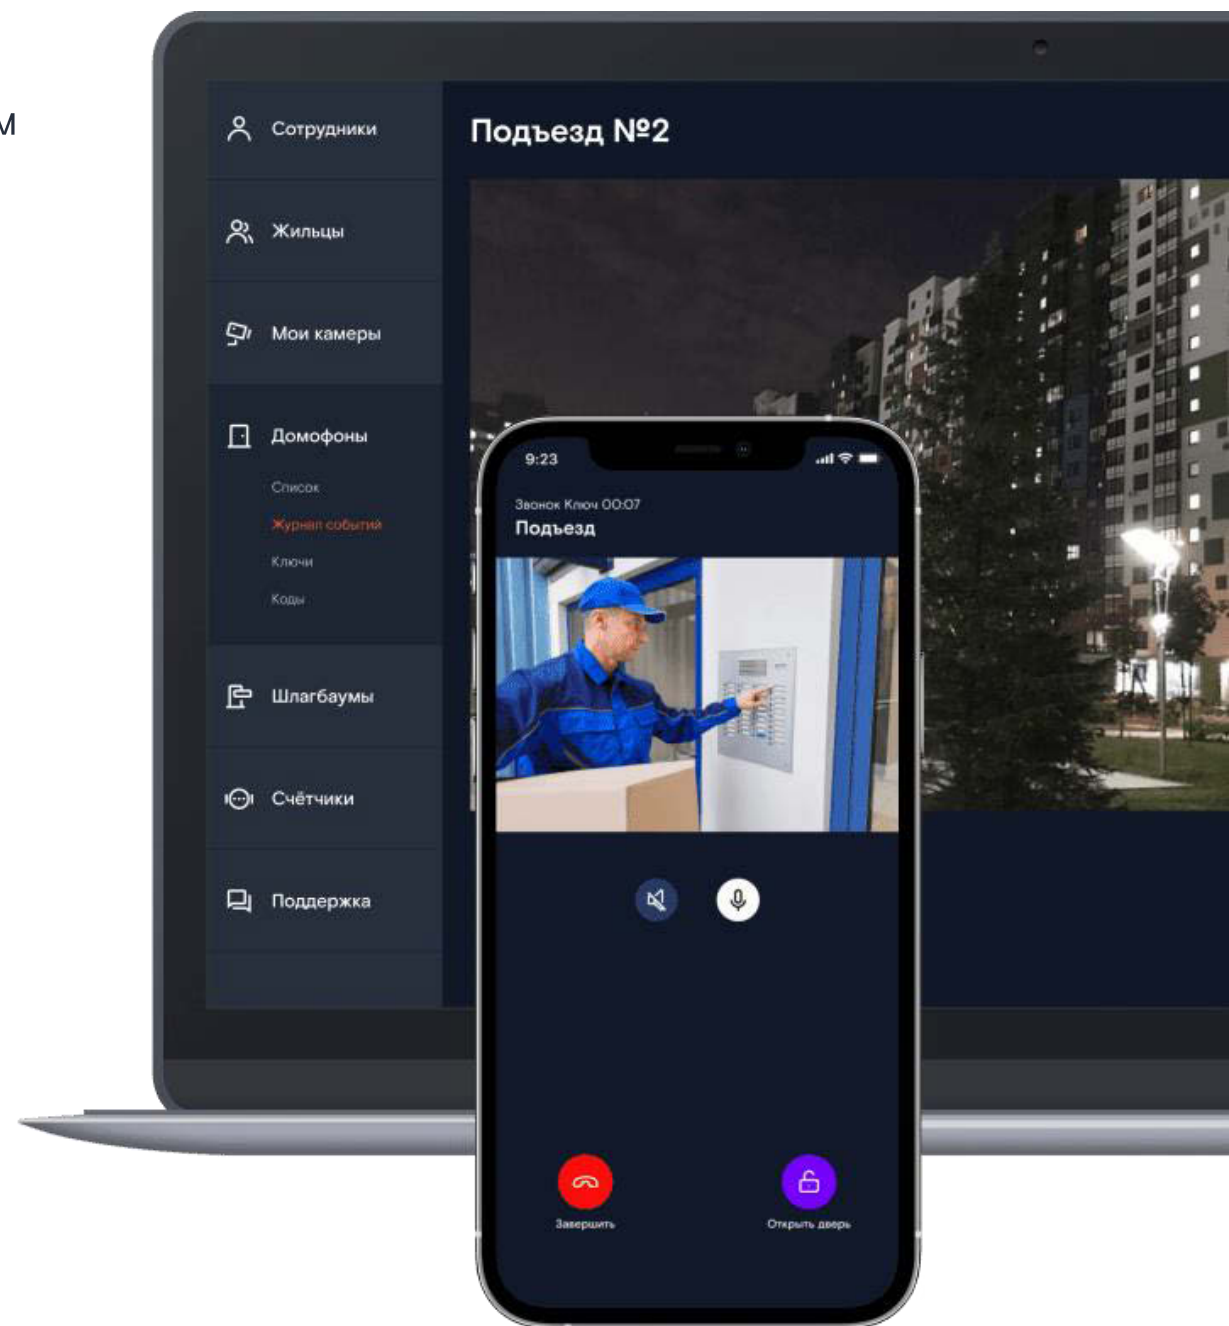 м
Сотрудники
Подъезд №2
Жильцы
Мои камеры
Домофоны
Список
Журнал событий
Ключи
Коды
Шлагбаумы
Счётчики
Поддержка
9:23
Звонок Ключ 00:07
Подъезд
Завершить
Открыть дверь